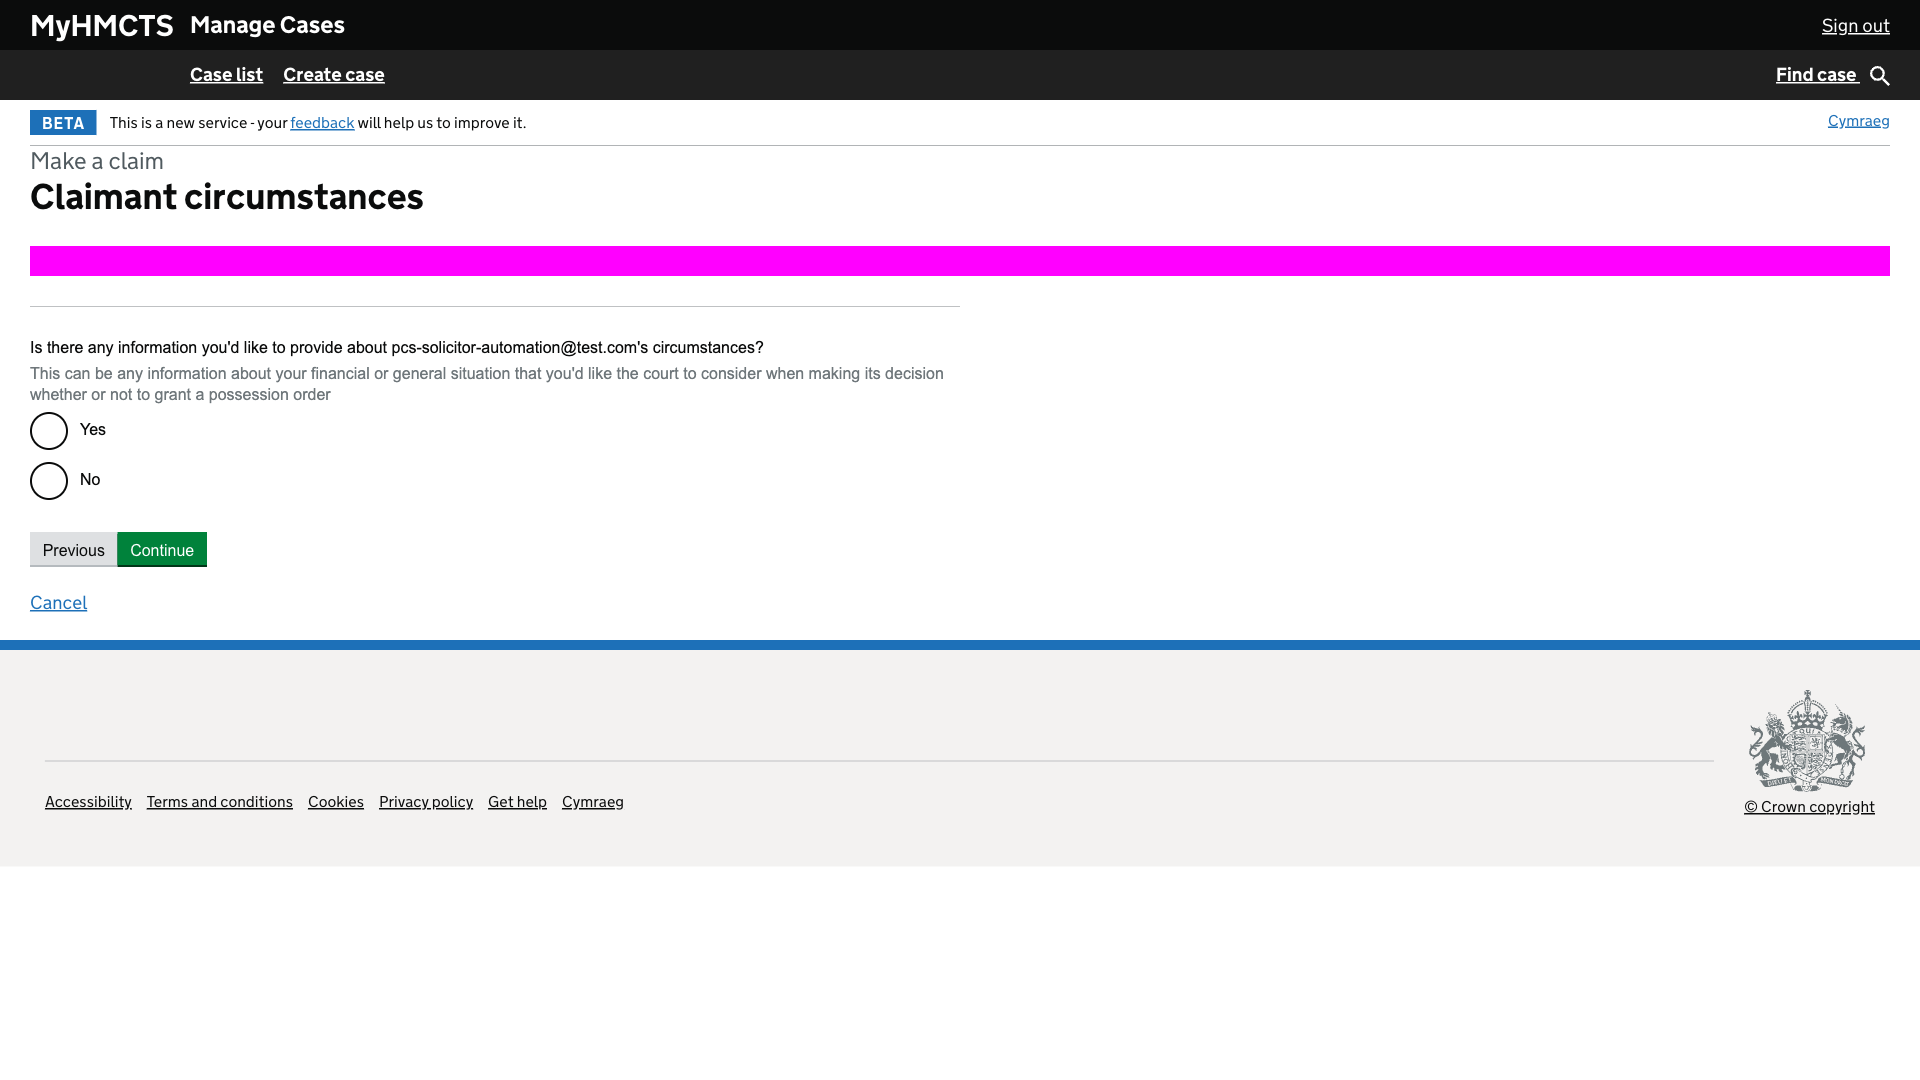 MyHMCTS Manage Cases Sign out
Case list Create case Find case
BETA This is a new service - your feedback will help us to improve it. Cymraeg
Make a claim
Claimant circumstances
Is there any information you'd like to provide about pcs-solicitor-automation@test.com's circumstances?
This can be any information about your financial or general situation that you'd like the court to consider when making its decision
whether or not to grant a possession order
Yes
No
Previous Continue
Cancel
Accessibility Terms and conditions Cookies Privacy policy Get help Cymraeg
© Crown copyright